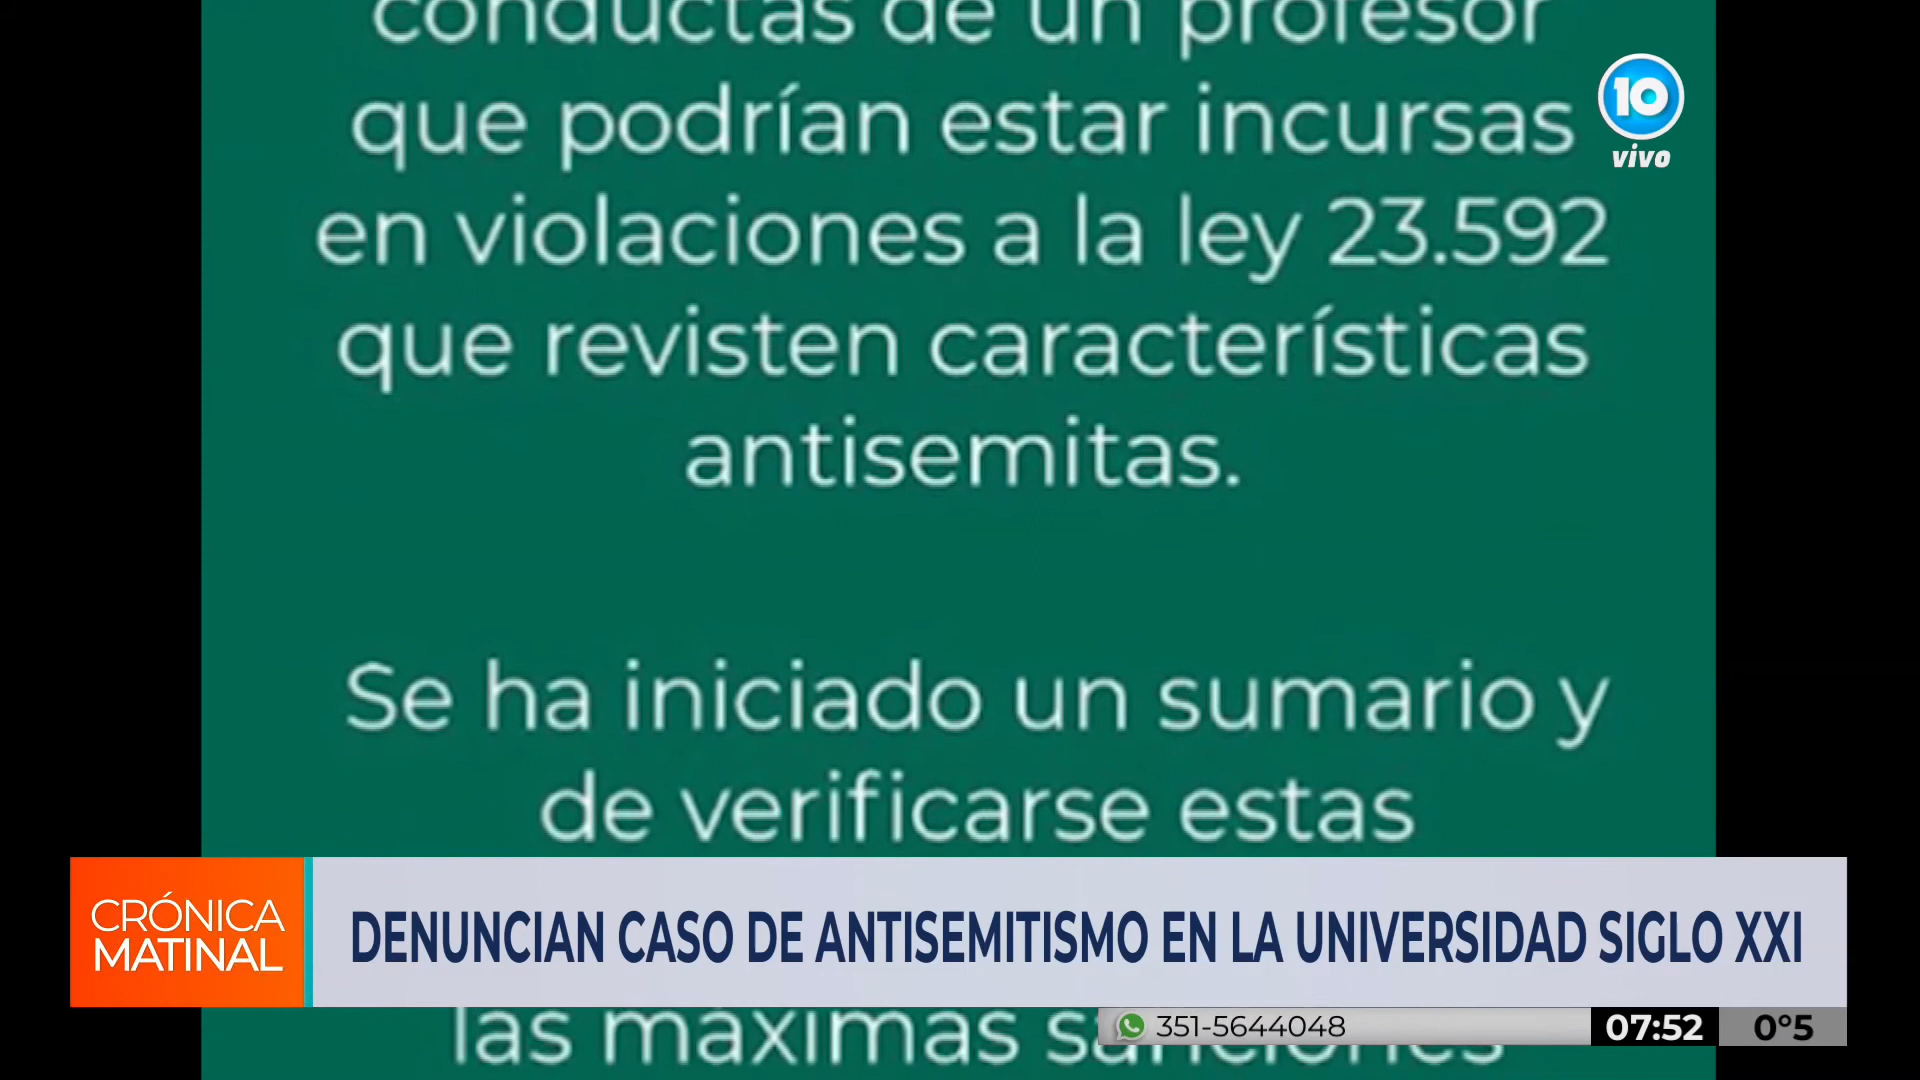 conductas de un profesor
que podrían estar incursas
en violaciones a la ley 23.592
que revisten características
antisemitas.
Se ha iniciado un sumario y
de verificarse estas
las máximas sanciones
10
vivo
CRÓNICA
MATINAL
DENUNCIAN CASO DE ANTISEMITISMO EN LA UNIVERSIDAD SIGLO XXI
351-5644048
07:52
0°5